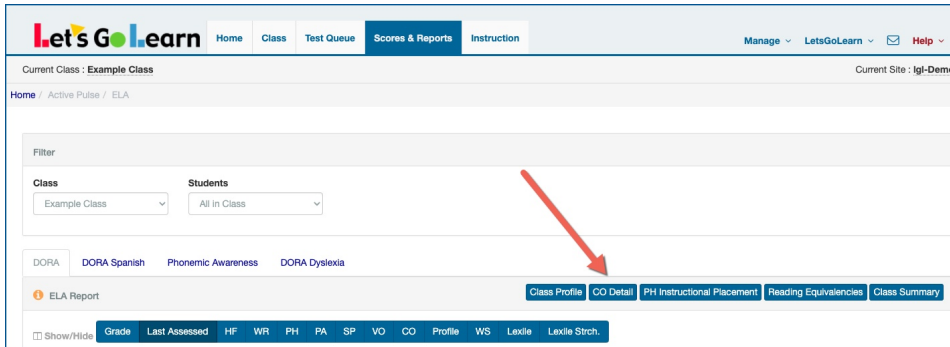 Let's Go Learn Home Class Test Queue Scores & Reports Instruction Manage LetsGoLearn Help
Current Class : Example Class Current Site : lgl-Demo
Home / Active Pulse / ELA
Filter
Class Students
Example Class All in Class
DORA DORA Spanish Phonemic Awareness DORA Dyslexia
ELA Report Class Profile CO Detail PH Instructional Placement Reading Equivalencies Class Summary
Show/Hide Grade Last Assessed HF WR PH PA SP VO CO Profile WS Lexile Lexile Strch.